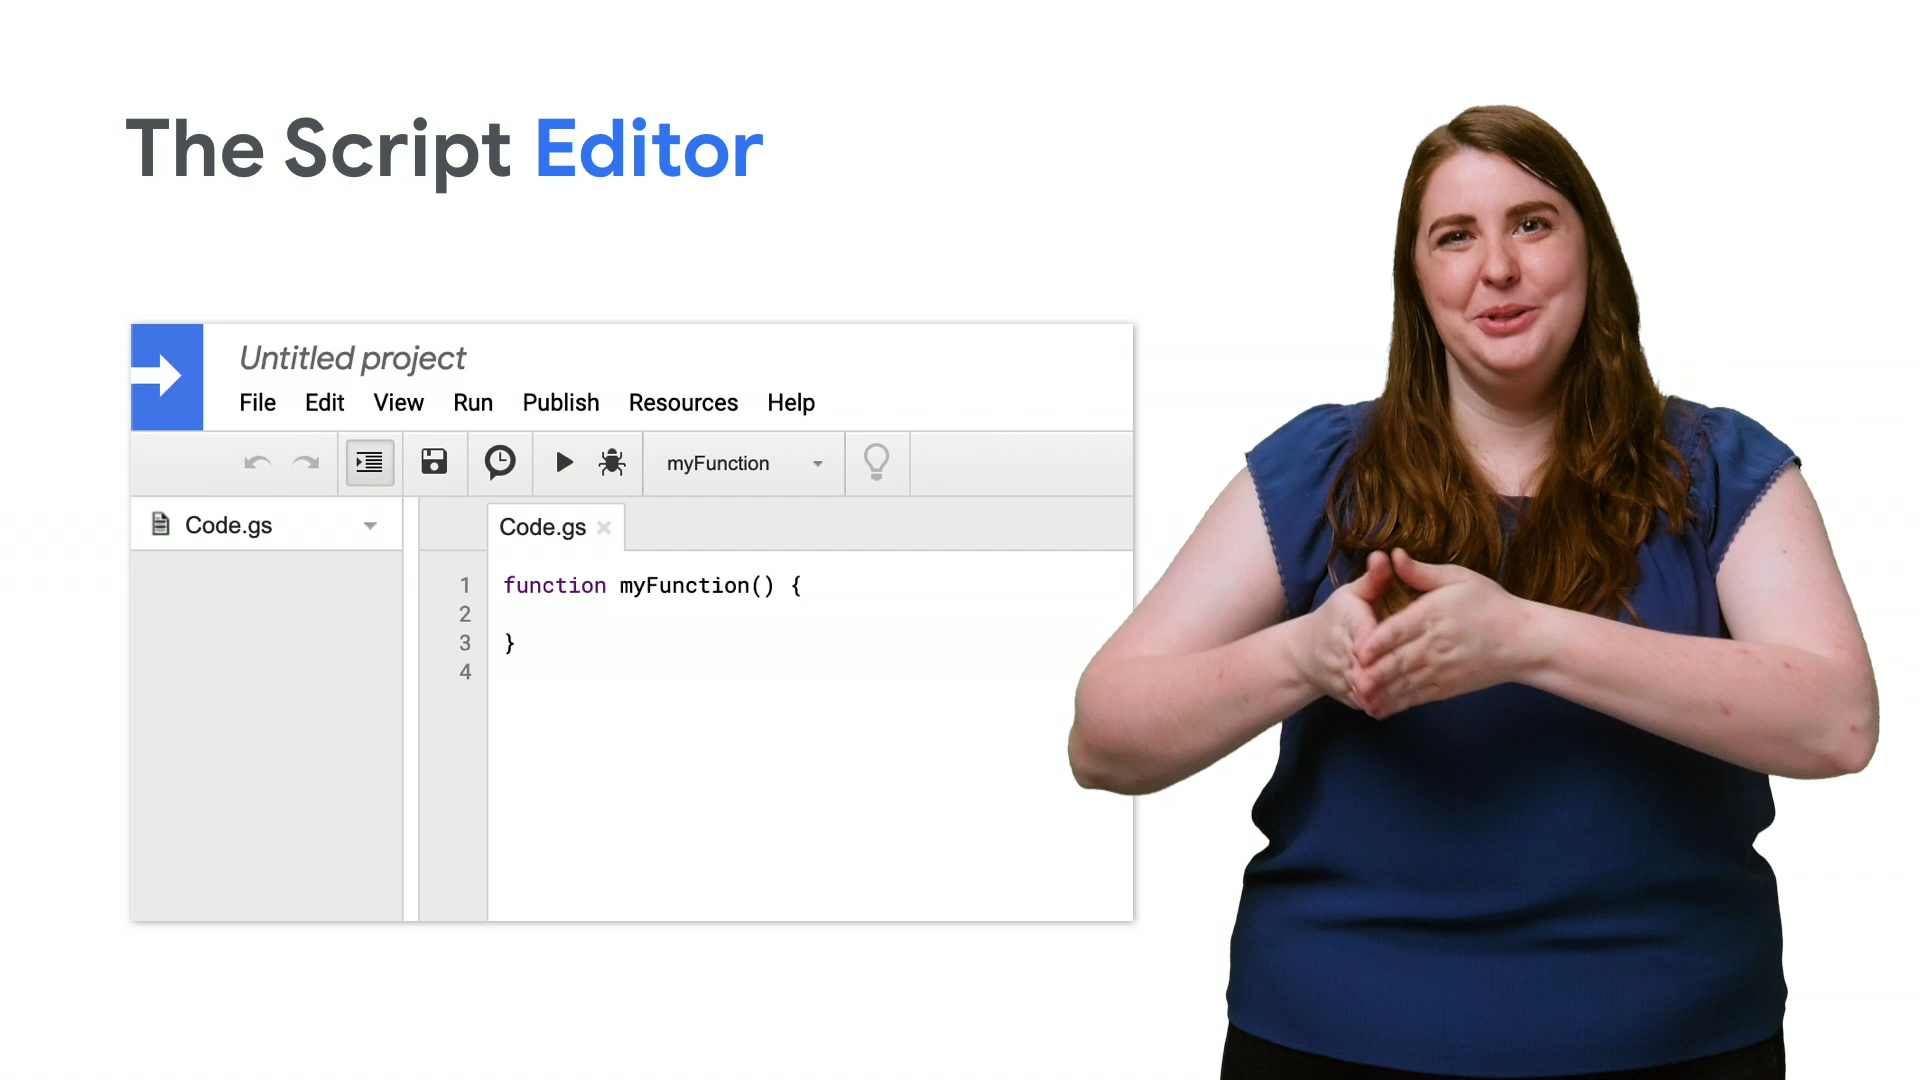 The Script Editor
Untitled project
File Edit View Run Publish Resources Help
myFunction
Code.gs
Code.gs
1 function myFunction() {
2
3 }
4